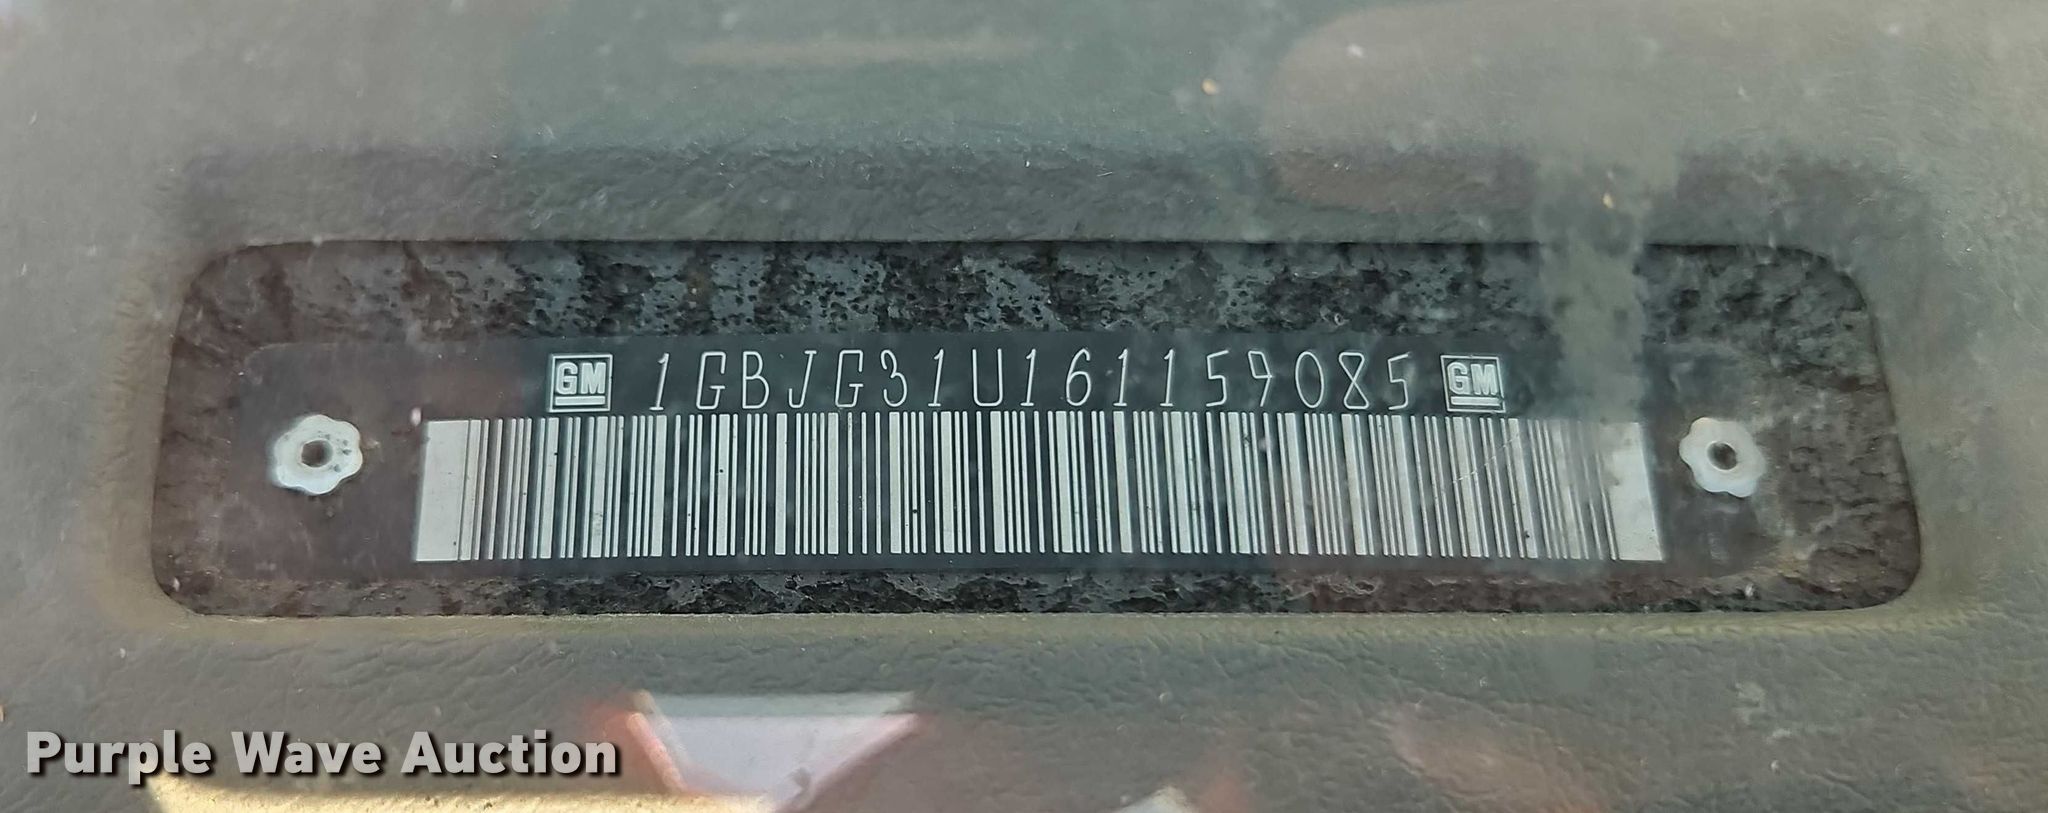 GM 1GBJG31U161159085 GM
Purple Wave Auction